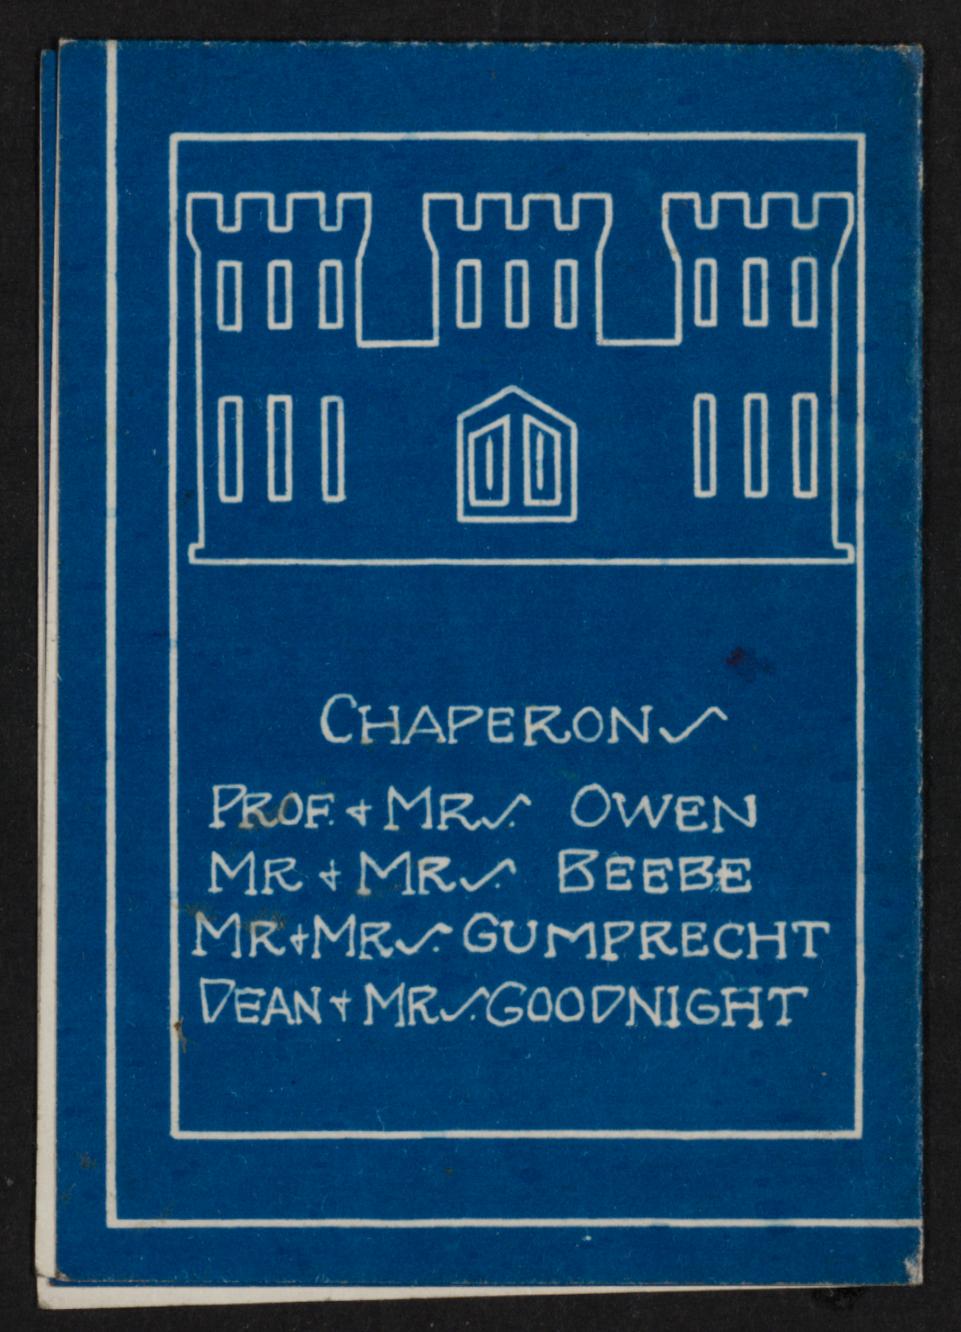 CHAPERONS
PROF. & MRS. OWEN
MR & MRS. BEEBE
MR & MRS. GUMPRECHT
DEAN & MRS. GOODNIGHT